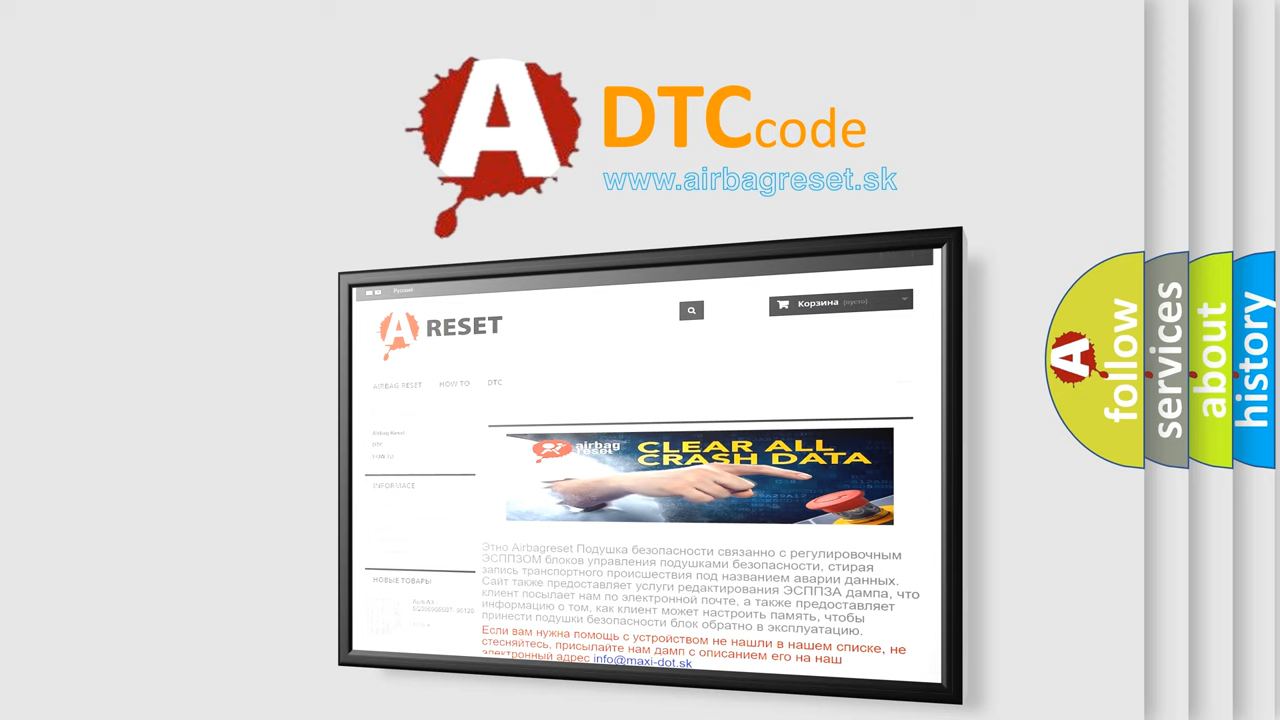 A DTCcode
www.airbagreset.sk
Русский
A RESET
Корзина (пусто)
AIRBAG RESET HOW TO DTC
Airbag Reset
DTC
HOW TO
INFORMACE
НОВЫЕ ТОВАРЫ
airbag
reset
CLEAR ALL
CRASH DATA
Этно Airbagreset Подушка безопасности связанно с регулировочным
ЭСППЗОМ блоков управления подушками безопасности, стирая
запись транспортного происшествия под названием аварии данных.
Сайт также предоставляет услуги редактирования ЭСППЗА дампа, что
клиент посылает нам по электронной почте, а также предоставляет
информацию о том, как клиент может настроить память, чтобы
принести подушки безопасности блок обратно в эксплуатацию.
Если вам нужна помощь с устройством не нашли в нашем списке, не
стесняйтесь, присылайте нам дамп с описанием его на наш
электронный адрес info@maxi-dot.sk
A follow
services
about
history